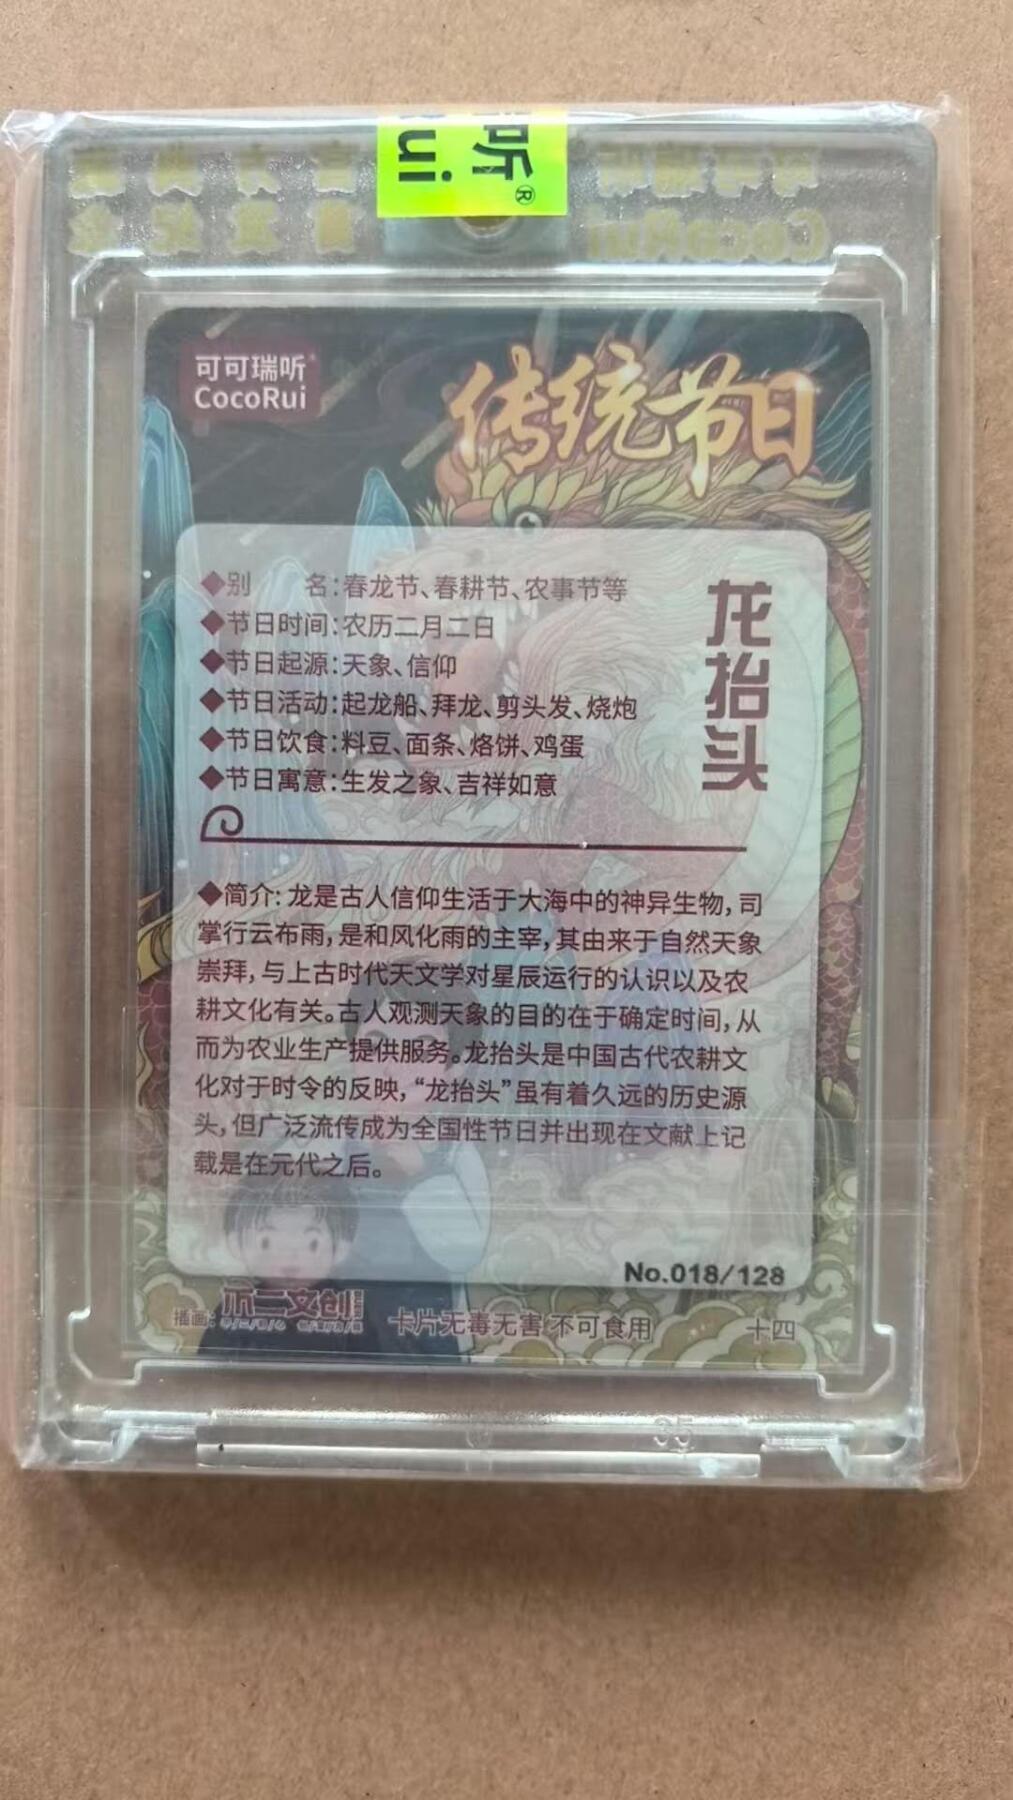 听®
ui
可可瑞听
CocoRui
传统节日
龙抬头
◆别 名：春龙节、春耕节、农事节等
◆节日时间：农历二月二日
◆节日起源：天象、信仰
◆节日活动：起龙船、拜龙、剪头发、烧炮
◆节日饮食：料豆、面条、烙饼、鸡蛋
◆节日寓意：生发之象、吉祥如意
◆简介：龙是古人信仰生活于大海中的神异生物，司
掌行云布雨，是和风化雨的主宰，其由来于自然天象
崇拜，与上古时代天文学对星辰运行的认识以及农
耕文化有关。古人观测天象的目的在于确定时间，从
而为农业生产提供服务。龙抬头是中国古代农耕文
化对于时令的反映，“龙抬头”虽有着久远的历史源
头，但广泛流传成为全国性节日并出现在文献上记
载是在元代之后。
No.018/128
插画：不二文创 卡片无毒无害 不可食用 十四
35